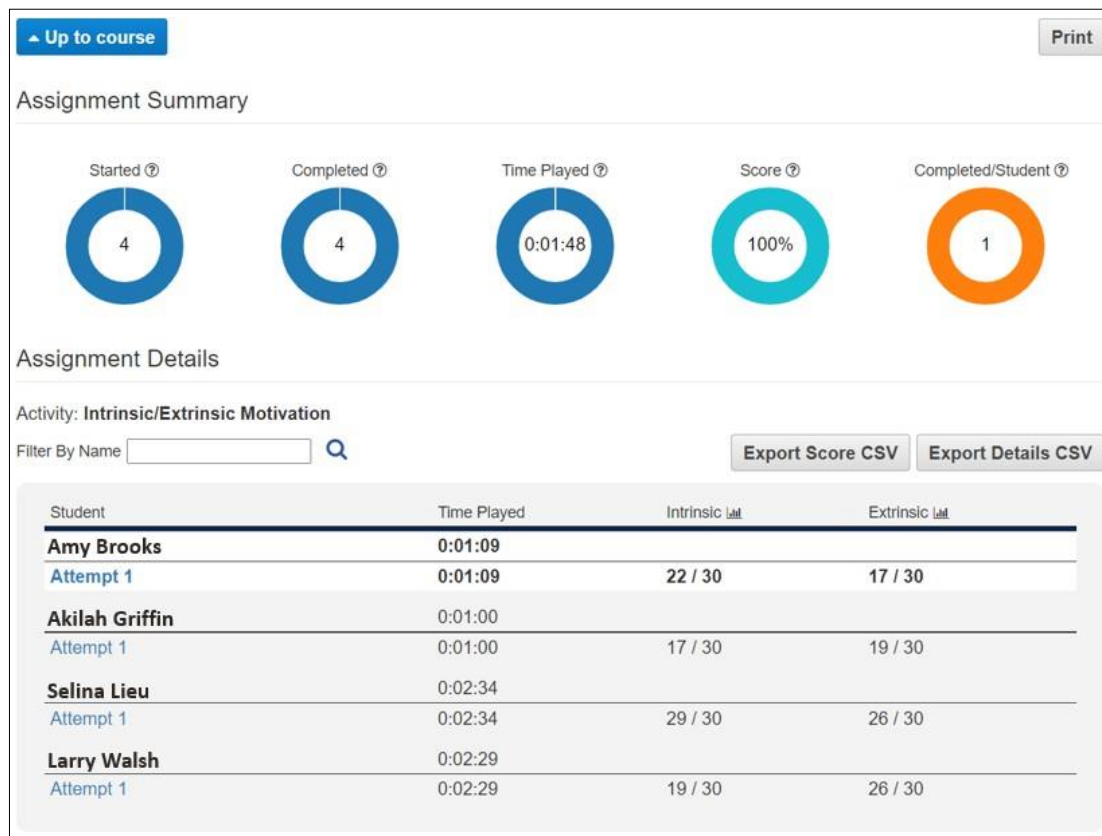 Up to course
Print
Assignment Summary
Started
Completed
Time Played
Score
Completed/Student
4
4
0:01:48
100%
1
Assignment Details
Activity: Intrinsic/Extrinsic Motivation
Filter By Name
Export Score CSV
Export Details CSV
Student Time Played Intrinsic Extrinsic
Amy Brooks 0:01:09
Attempt 1 0:01:09 22 / 30 17 / 30
Akilah Griffin 0:01:00
Attempt 1 0:01:00 17 / 30 19 / 30
Selina Lieu 0:02:34
Attempt 1 0:02:34 29 / 30 26 / 30
Larry Walsh 0:02:29
Attempt 1 0:02:29 19 / 30 26 / 30